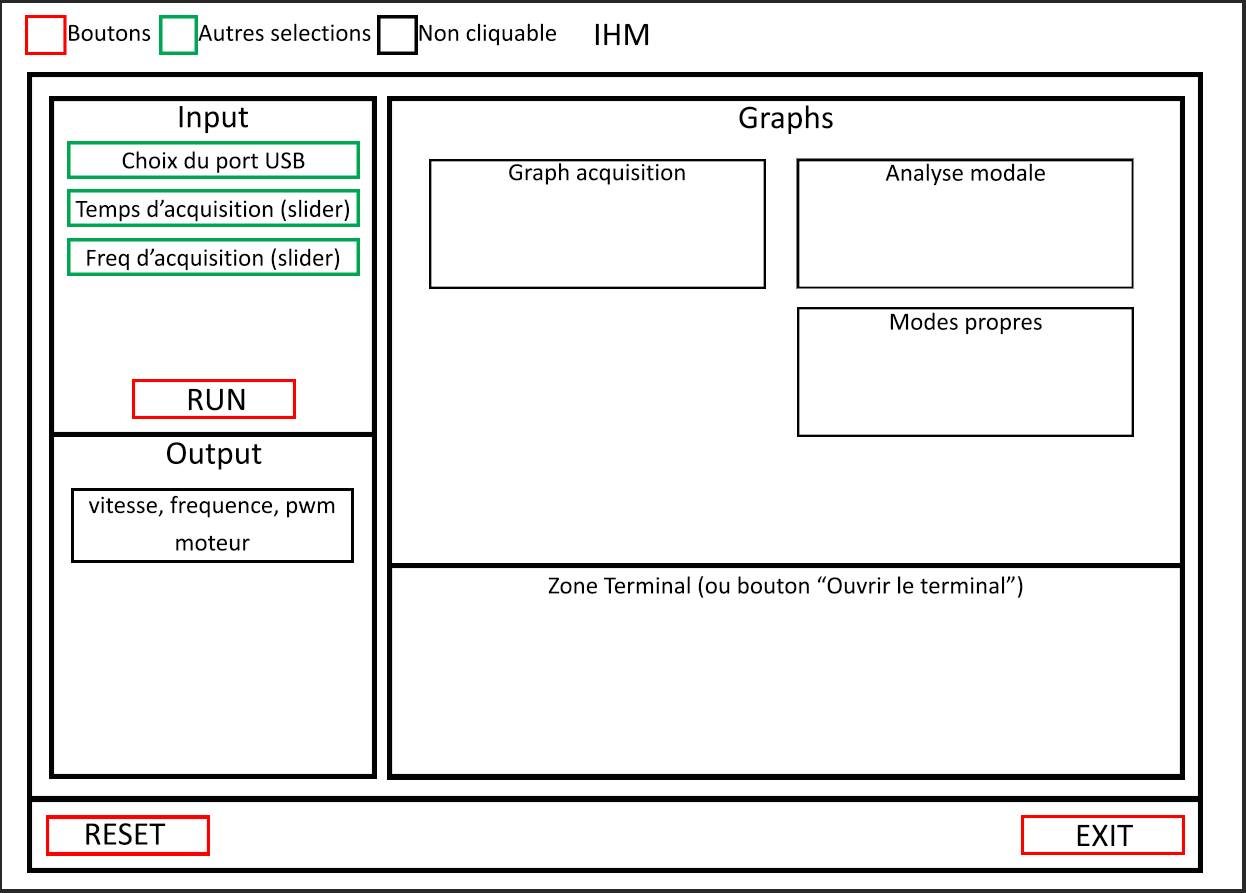 Boutons Autres selections Non cliquable IHM
Input
Choix du port USB
Temps d’acquisition (slider)
Freq d’acquisition (slider)
RUN
Output
vitesse, frequence, pwm
moteur
Graphs
Graph acquisition
Analyse modale
Modes propres
Zone Terminal (ou bouton “Ouvrir le terminal”)
RESET
EXIT